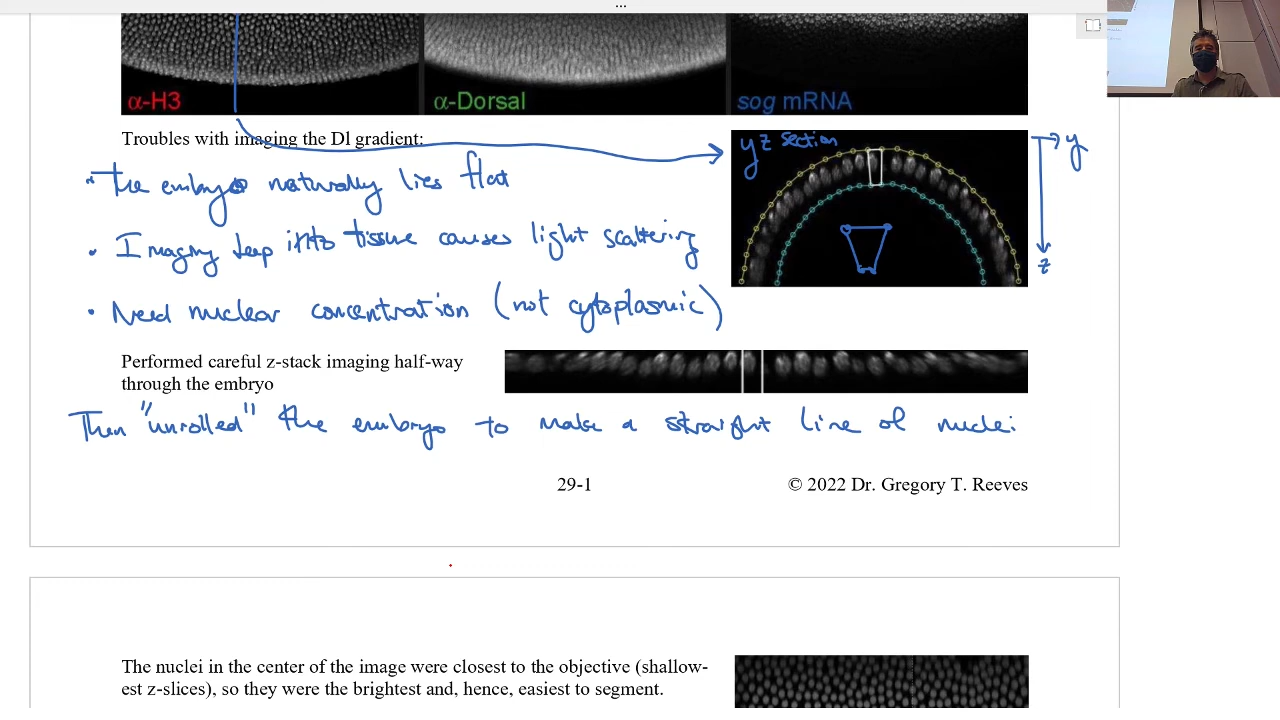 ...
α-H3 α-Dorsal sog mRNA
Troubles with imaging the Dl gradient:
yz section
y
z
• The embryo naturally lies flat
• Imaging deep into tissue causes light scattering
• Need nuclear concentration (not cytoplasmic)
Performed careful z-stack imaging half-way
through the embryo
Then "unrolled" the embryo to make a straight line of nuclei
29-1 © 2022 Dr. Gregory T. Reeves
The nuclei in the center of the image were closest to the objective (shallow-
est z-slices), so they were the brightest and, hence, easiest to segment.